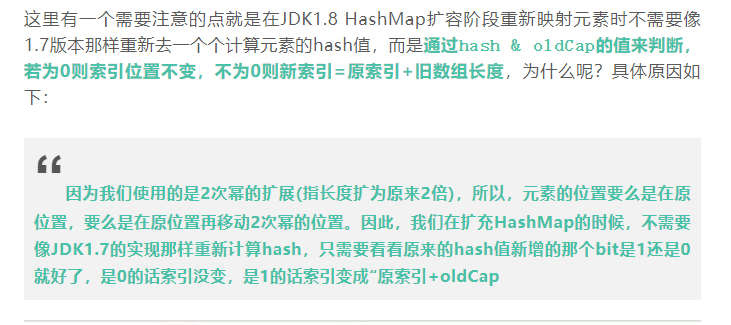 这里有一个需要注意的点就是在JDK1.8 HashMap扩容阶段重新映射元素时不需要像
1.7版本那样重新去一个个计算元素的hash值，而是通过hash & oldCap的值来判断，
若为0则索引位置不变，不为0则新索引=原索引+旧数组长度，为什么呢？具体原因如
下：
“
因为我们使用的是2次幂的扩展(指长度扩为原来2倍)，所以，元素的位置要么是在原
位置，要么是在原位置再移动2次幂的位置。因此，我们在扩充HashMap的时候，不需要
像JDK1.7的实现那样重新计算hash，只需要看看原来的hash值新增的那个bit是1还是0
就好了，是0的话索引没变，是1的话索引变成“原索引+oldCap